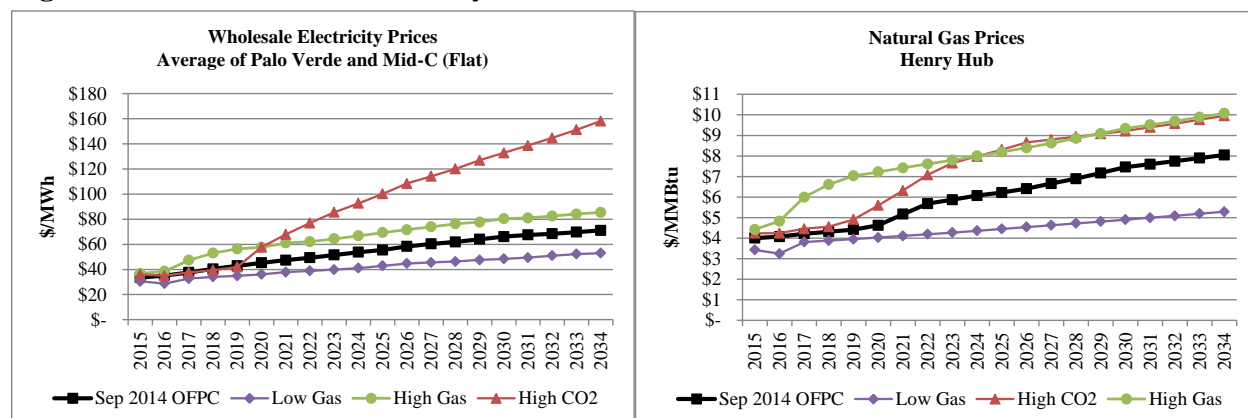 Wholesale Electricity Prices
Average of Palo Verde and Mid-C (Flat)
$/MWh
$180
$160
$140
$120
$100
$80
$60
$40
$20
$-
2015 2016 2017 2018 2019 2020 2021 2022 2023 2024 2025 2026 2027 2028 2029 2030 2031 2032 2033 2034
Sep 2014 OFPC Low Gas High Gas High CO2
Natural Gas Prices
Henry Hub
$/MMBtu
$11
$10
$9
$8
$7
$6
$5
$4
$3
$2
$1
$-
2015 2016 2017 2018 2019 2020 2021 2022 2023 2024 2025 2026 2027 2028 2029 2030 2031 2032 2033 2034
Sep 2014 OFPC Low Gas High CO2 High Gas